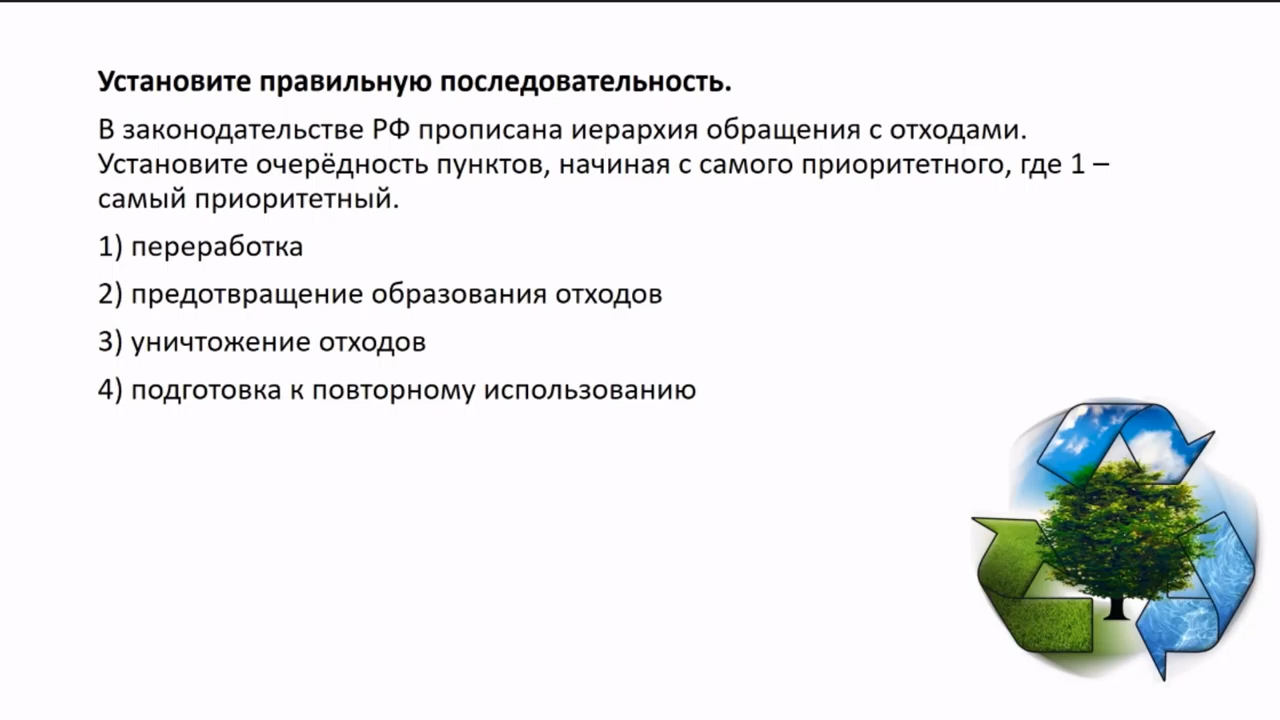 Установите правильную последовательность.
В законодательстве РФ прописана иерархия обращения с отходами.
Установите очерёдность пунктов, начиная с самого приоритетного, где 1 –
самый приоритетный.
1) переработка
2) предотвращение образования отходов
3) уничтожение отходов
4) подготовка к повторному использованию